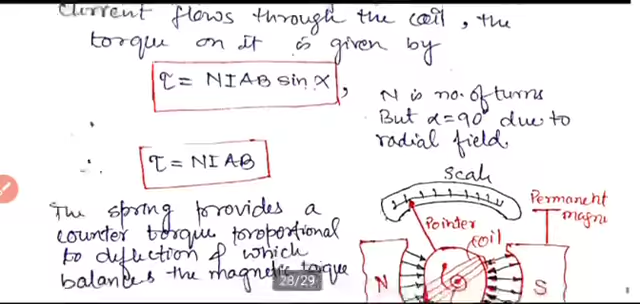 current flows through the coil, the
torque on it is given by
τ = NIAB sin α,
N is no. of turns
But α = 90° due to
radial field.
∴ τ = NIAB
Scale
Permanent
magne
Pointer
coil
The spring provides a
counter torque proportional
to deflection φ which
balances the magnetic torque
N
S
28/29